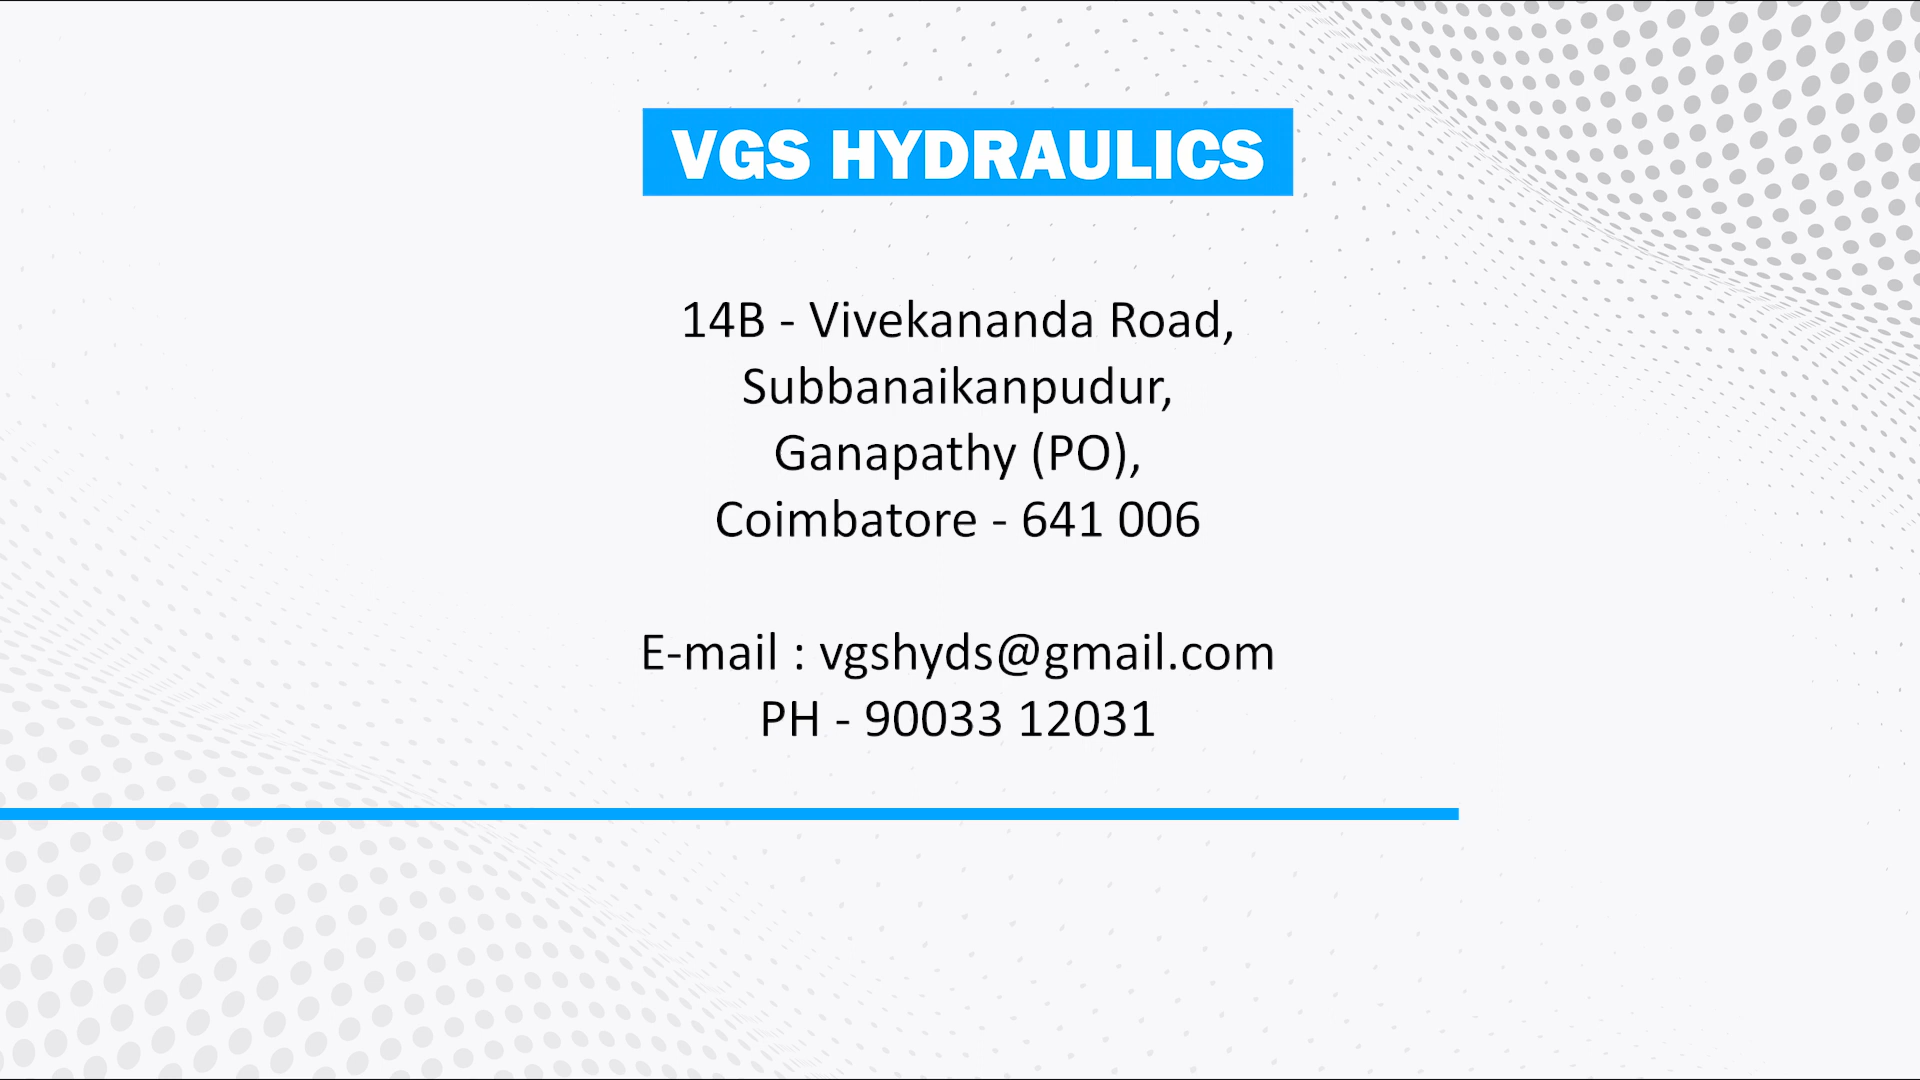 VGS HYDRAULICS
14B - Vivekananda Road,
Subbanaikanpudur,
Ganapathy (PO),
Coimbatore - 641 006
E-mail : vgshyds@gmail.com
PH - 90033 12031